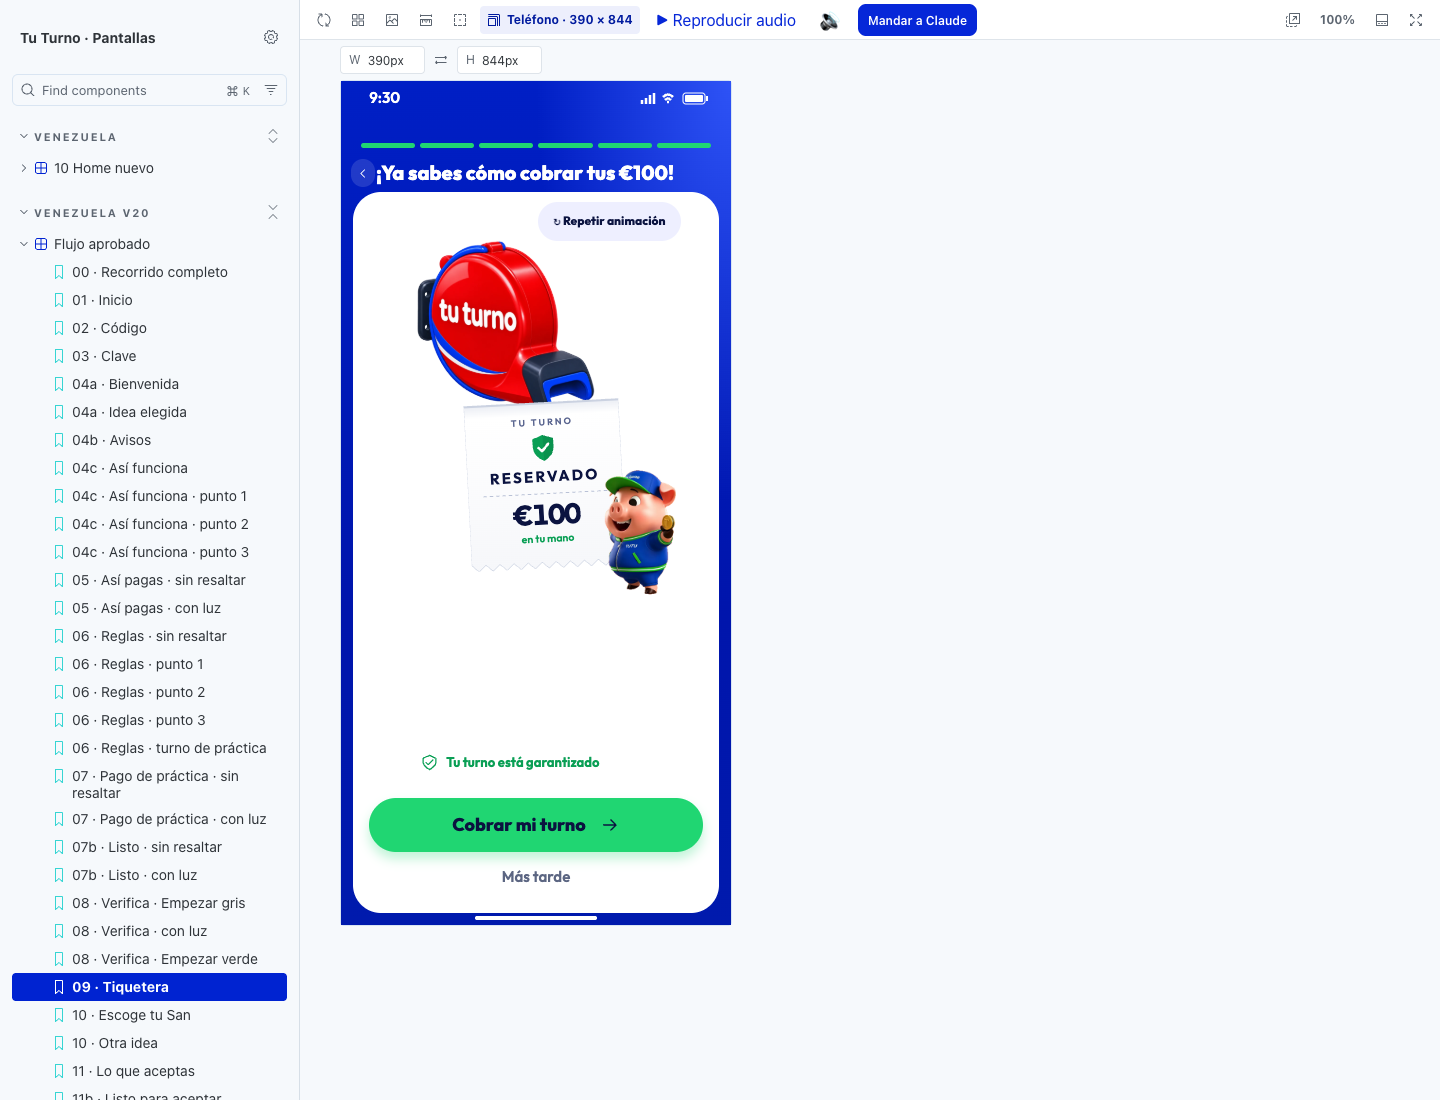 Tu Turno · Pantallas
Find components
⌘ K
VENEZUELA
10 Home nuevo
VENEZUELA V20
Flujo aprobado
00 · Recorrido completo
01 · Inicio
02 · Código
03 · Clave
04a · Bienvenida
04a · Idea elegida
04b · Avisos
04c · Así funciona
04c · Así funciona · punto 1
04c · Así funciona · punto 2
04c · Así funciona · punto 3
05 · Así pagas · sin resaltar
05 · Así pagas · con luz
06 · Reglas · sin resaltar
06 · Reglas · punto 1
06 · Reglas · punto 2
06 · Reglas · punto 3
06 · Reglas · turno de práctica
07 · Pago de práctica · sin
resaltar
07 · Pago de práctica · con luz
07b · Listo · sin resaltar
07b · Listo · con luz
08 · Verifica · Empezar gris
08 · Verifica · con luz
08 · Verifica · Empezar verde
09 · Tiquetera
10 · Escoge tu San
10 · Otra idea
11 · Lo que aceptas
11b · Listo para aceptar
Teléfono · 390 × 844
Reproducir audio
Mandar a Claude
100%
W 390px
H 844px
9:30
¡Ya sabes cómo cobrar tus €100!
↻ Repetir animación
tu turno
TU TURNO
RESERVADO
€100
en tu mano
TUTU
Tu turno está garantizado
Cobrar mi turno →
Más tarde